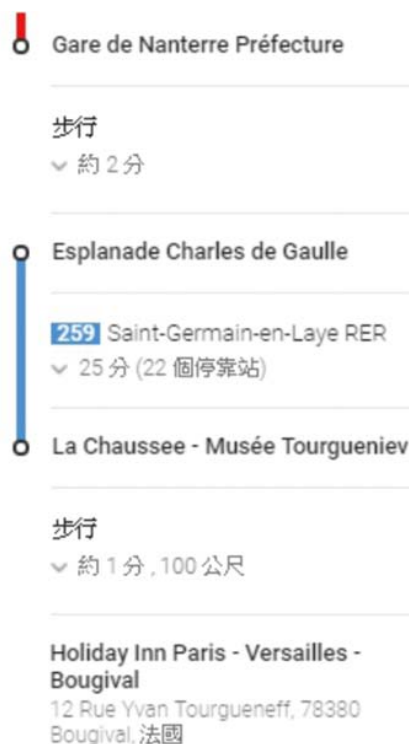 Gare de Nanterre Préfecture
步行
約 2 分
Esplanade Charles de Gaulle
259 Saint-Germain-en-Laye RER
25 分 (22 個停靠站)
La Chaussee - Musée Tourgueniev
步行
約 1 分 , 100 公尺
Holiday Inn Paris - Versailles -
Bougival
12 Rue Yvan Tourgueneff, 78380
Bougival, 法國